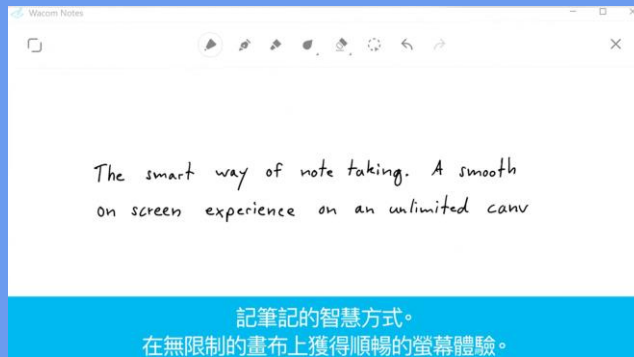 Wacom Notes
The smart way of note taking. A smooth
on screen experience on an unlimited canv
記筆記的智慧方式。
在無限制的畫布上獲得順暢的螢幕體驗。